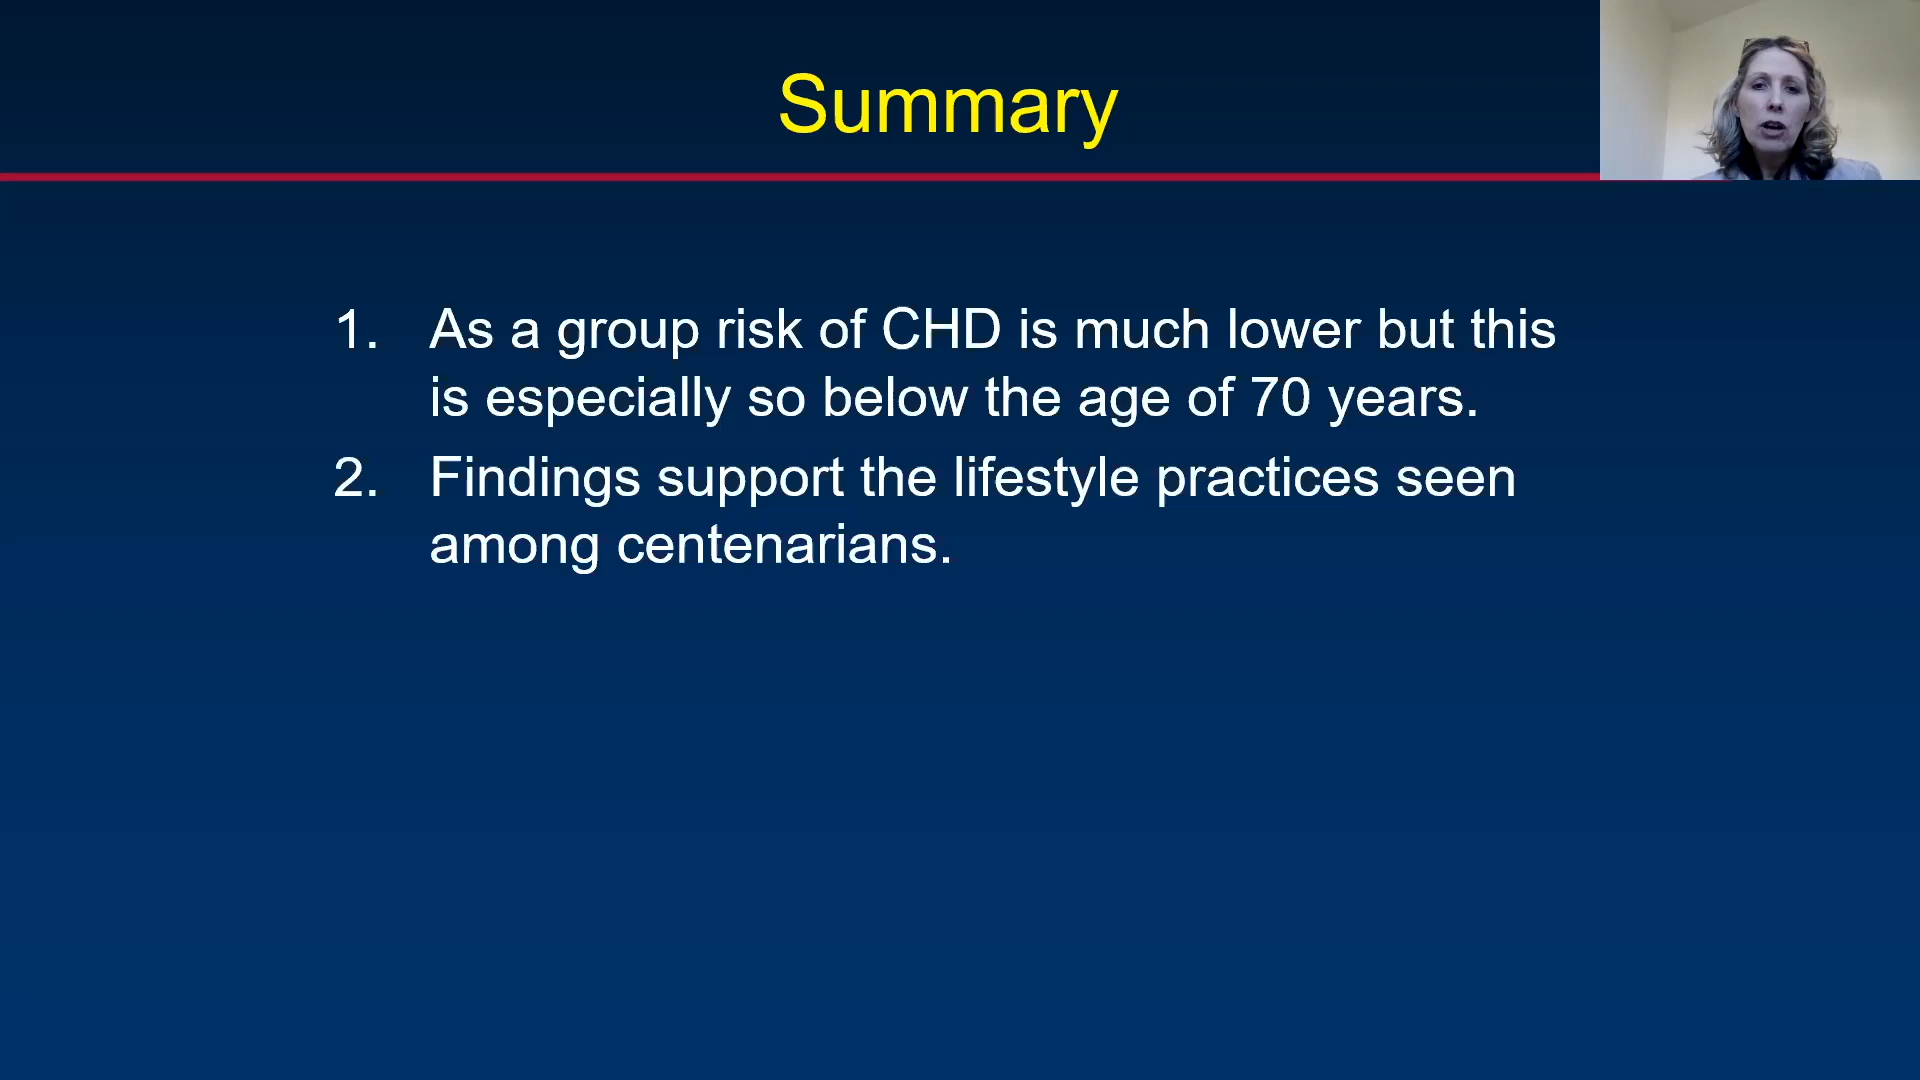 Summary
1. As a group risk of CHD is much lower but this
is especially so below the age of 70 years.
2. Findings support the lifestyle practices seen
among centenarians.